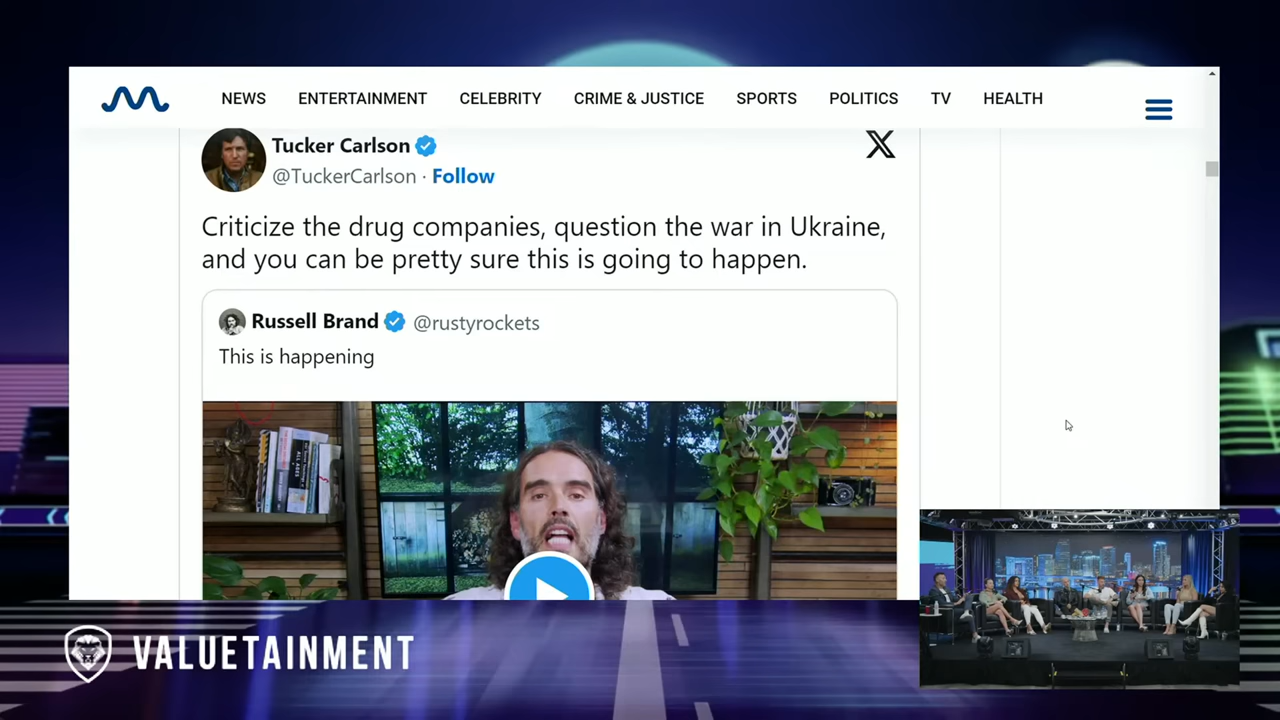 NEWS ENTERTAINMENT CELEBRITY CRIME & JUSTICE SPORTS POLITICS TV HEALTH
Tucker Carlson
@TuckerCarlson · Follow
Criticize the drug companies, question the war in Ukraine,
and you can be pretty sure this is going to happen.
Russell Brand @rustyrockets
This is happening
VALUETAINMENT